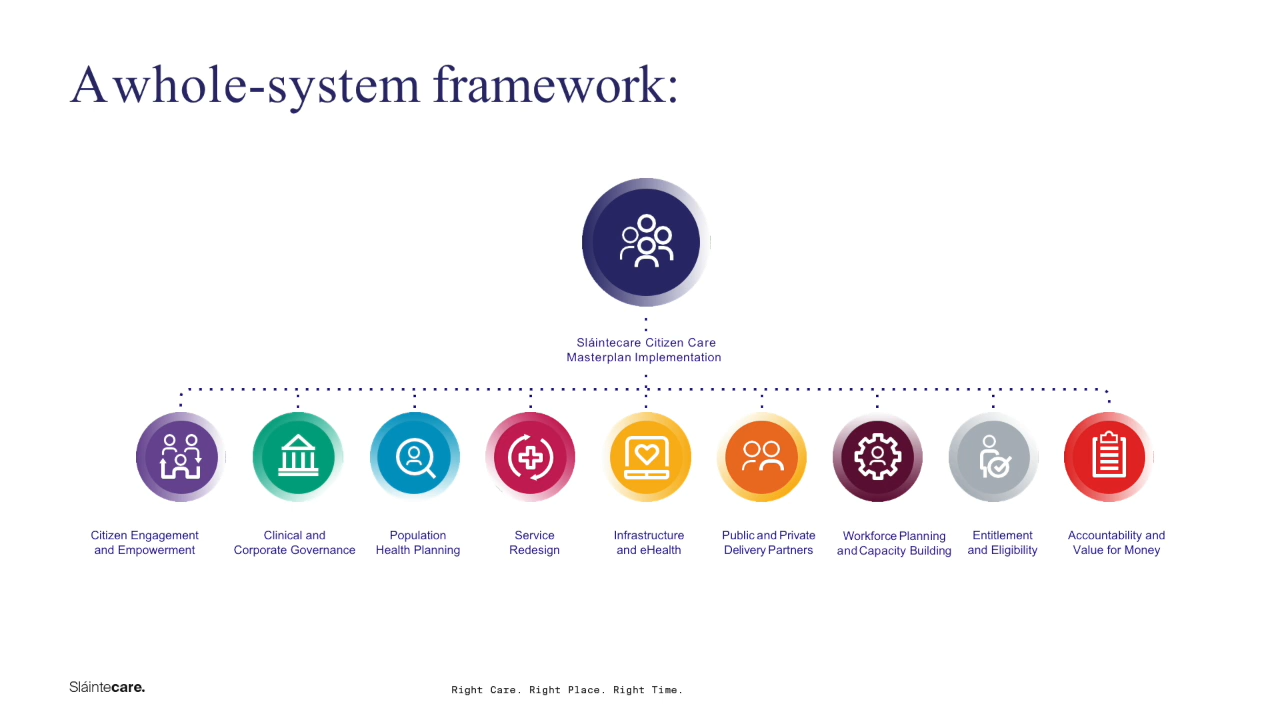 A whole-system framework:
Sláintecare Citizen Care
Masterplan Implementation
Citizen Engagement
and Empowerment
Clinical and
Corporate Governance
Population
Health Planning
Service
Redesign
Infrastructure
and eHealth
Public and Private
Delivery Partners
Workforce Planning
and Capacity Building
Entitlement
and Eligibility
Accountability and
Value for Money
Sláintecare.
Right Care. Right Place. Right Time.